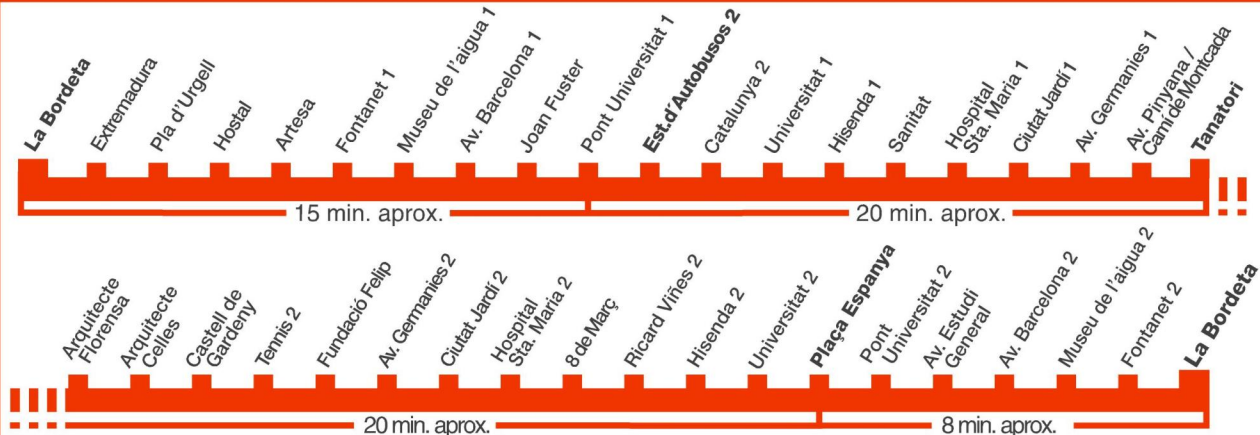 La Bordeta
Extremadura
Pla d'Urgell
Hostal
Artesa
Fontanet 1
Museu de l'aigua 1
Av. Barcelona 1
Joan Fuster
Pont Universitat 1
Est.d'Autobusos 2
Catalunya 2
Universitat 1
Hisenda 1
Sanitat
Hospital
Sta. Maria 1
Ciutat Jardí 1
Av. Germanies 1
Av. Pinyana /
Camí de Montcada
Tanatori
15 min. aprox.
20 min. aprox.
Arquitecte
Florensa
Arquitecte
Celles
Castell de
Gardeny
Tennis 2
Fundació Felip
Av. Germanies 2
Ciutat Jardí 2
Hospital
Sta. Maria 2
8 de Març
Ricard Viñes 2
Hisenda 2
Universitat 2
Plaça Espanya
Pont
Universitat 2
Av. Estudi
General
Av. Barcelona 2
Museu de l'aigua 2
Fontanet 2
La Bordeta
20 min. aprox.
8 min. aprox.